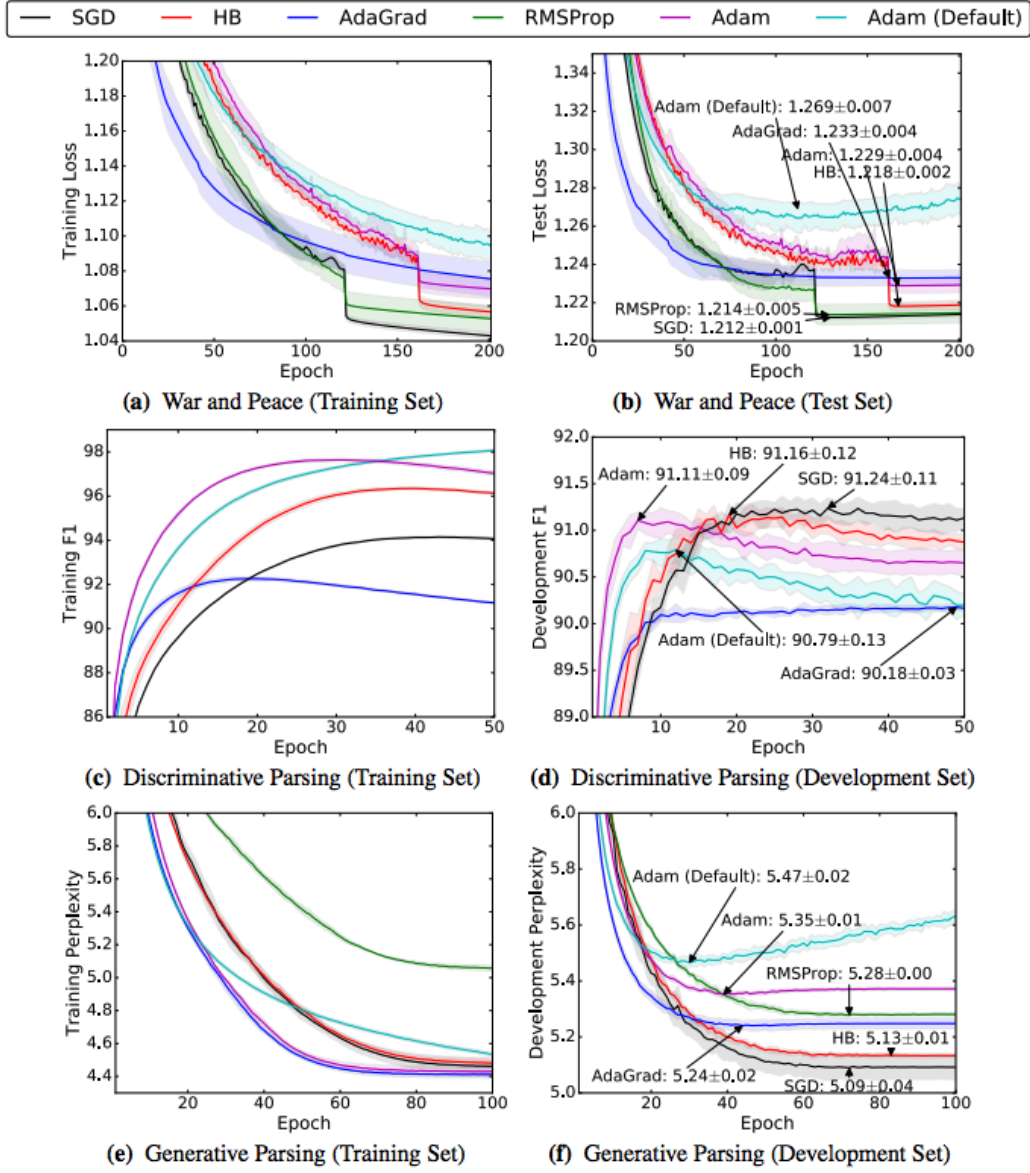 SGD HB AdaGrad RMSProp Adam Adam (Default)
1.20
1.18
1.16
1.14
1.12
1.10
1.08
1.06
1.04
Training Loss
0 50 100 150 200
Epoch
(a) War and Peace (Training Set)
1.34
1.32
1.30
1.28
1.26
1.24
1.22
1.20
Test Loss
Adam (Default): 1.269±0.007
AdaGrad: 1.233±0.004
Adam: 1.229±0.004
HB: 1.218±0.002
RMSProp: 1.214±0.005
SGD: 1.212±0.001
0 50 100 150 200
Epoch
(b) War and Peace (Test Set)
98
96
94
92
90
88
86
Training F1
10 20 30 40 50
Epoch
(c) Discriminative Parsing (Training Set)
92.0
91.5
91.0
90.5
90.0
89.5
89.0
Development F1
HB: 91.16±0.12
Adam: 91.11±0.09
SGD: 91.24±0.11
Adam (Default): 90.79±0.13
AdaGrad: 90.18±0.03
10 20 30 40 50
Epoch
(d) Discriminative Parsing (Development Set)
6.0
5.8
5.6
5.4
5.2
5.0
4.8
4.6
4.4
Training Perplexity
20 40 60 80 100
Epoch
(e) Generative Parsing (Training Set)
6.0
5.8
5.6
5.4
5.2
5.0
Development Perplexity
Adam (Default): 5.47±0.02
Adam: 5.35±0.01
RMSProp: 5.28±0.00
HB: 5.13±0.01
AdaGrad: 5.24±0.02
SGD: 5.09±0.04
20 40 60 80 100
Epoch
(f) Generative Parsing (Development Set)